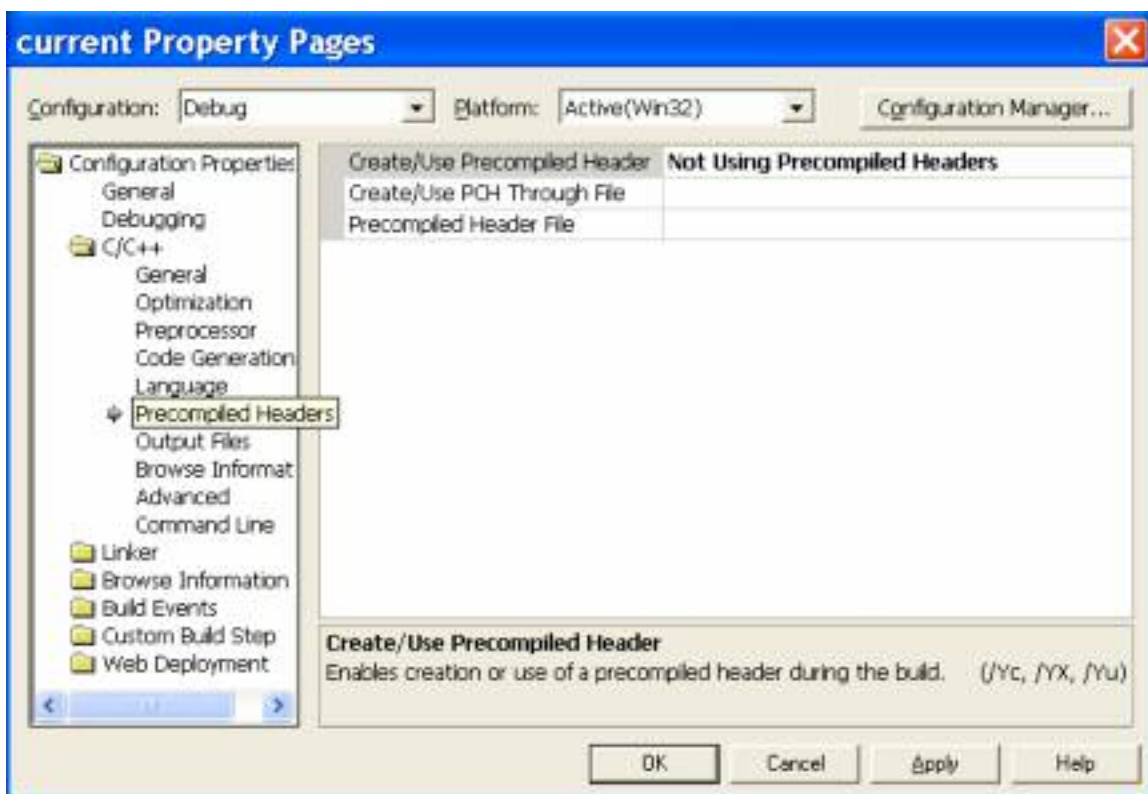 current Property Pages
Configuration: Debug Platform: Active(Win32) Configuration Manager...
Configuration Properties
General
Debugging
C/C++
General
Optimization
Preprocessor
Code Generation
Language
Precompiled Headers
Output Files
Browse Informat
Advanced
Command Line
Linker
Browse Information
Build Events
Custom Build Step
Web Deployment
Create/Use Precompiled Header Not Using Precompiled Headers
Create/Use PCH Through File
Precompiled Header File
Create/Use Precompiled Header
Enables creation or use of a precompiled header during the build. (/Yc, /YX, /Yu)
OK Cancel Apply Help